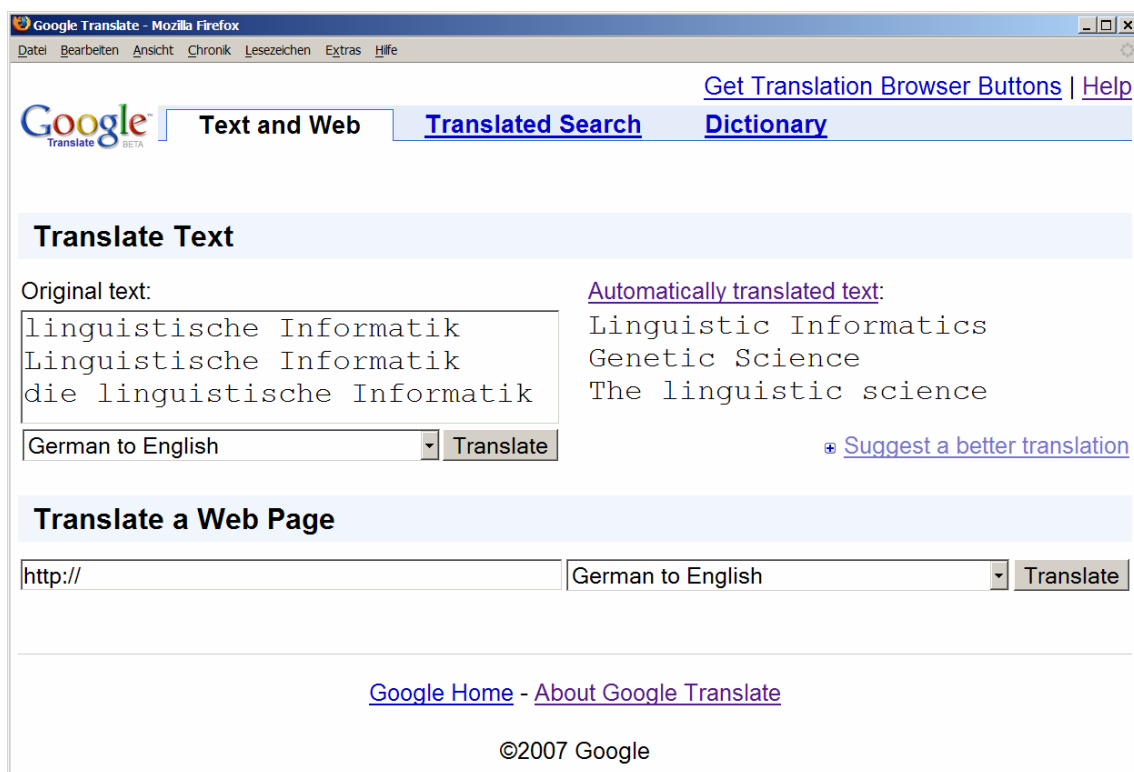 Google Translate - Mozilla Firefox
Datei Bearbeiten Ansicht Chronik Lesezeichen Extras Hilfe
Get Translation Browser Buttons | Help
Google™ Translate BETA
Text and Web Translated Search Dictionary
Translate Text
Original text: Automatically translated text:
linguistische Informatik Linguistic Informatics
Linguistische Informatik Genetic Science
die linguistische Informatik The linguistic science
German to English Translate Suggest a better translation
Translate a Web Page
http:// German to English Translate
Google Home - About Google Translate
©2007 Google